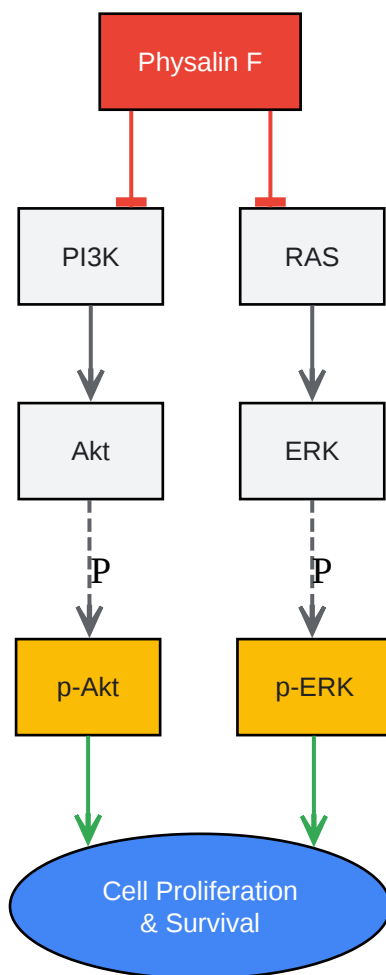 Physalin F
PI3K
RAS
Akt
ERK
P
P
p-Akt
p-ERK
Cell Proliferation
& Survival